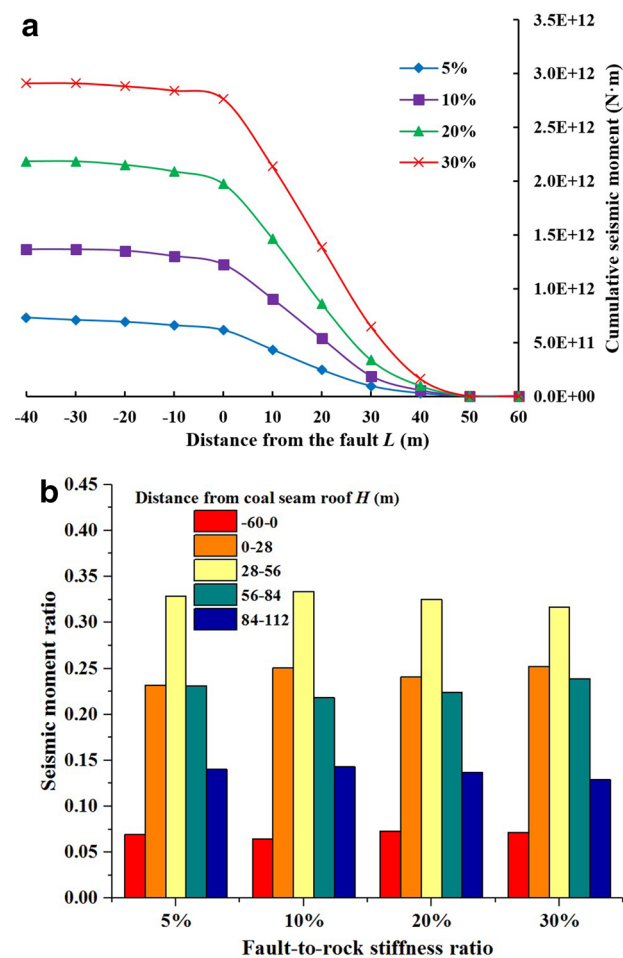 a
3.5E+12
3.0E+12
2.5E+12
2.0E+12
1.5E+12
1.0E+12
5.0E+11
0.0E+00
Cumulative seismic moment (N·m)
5%
10%
20%
30%
-40 -30 -20 -10 0 10 20 30 40 50 60
Distance from the fault L (m)
b
0.45
0.40
0.35
0.30
0.25
0.20
0.15
0.10
0.05
0.00
Seismic moment ratio
Distance from coal seam roof H (m)
-60-0
0-28
28-56
56-84
84-112
5% 10% 20% 30%
Fault-to-rock stiffness ratio